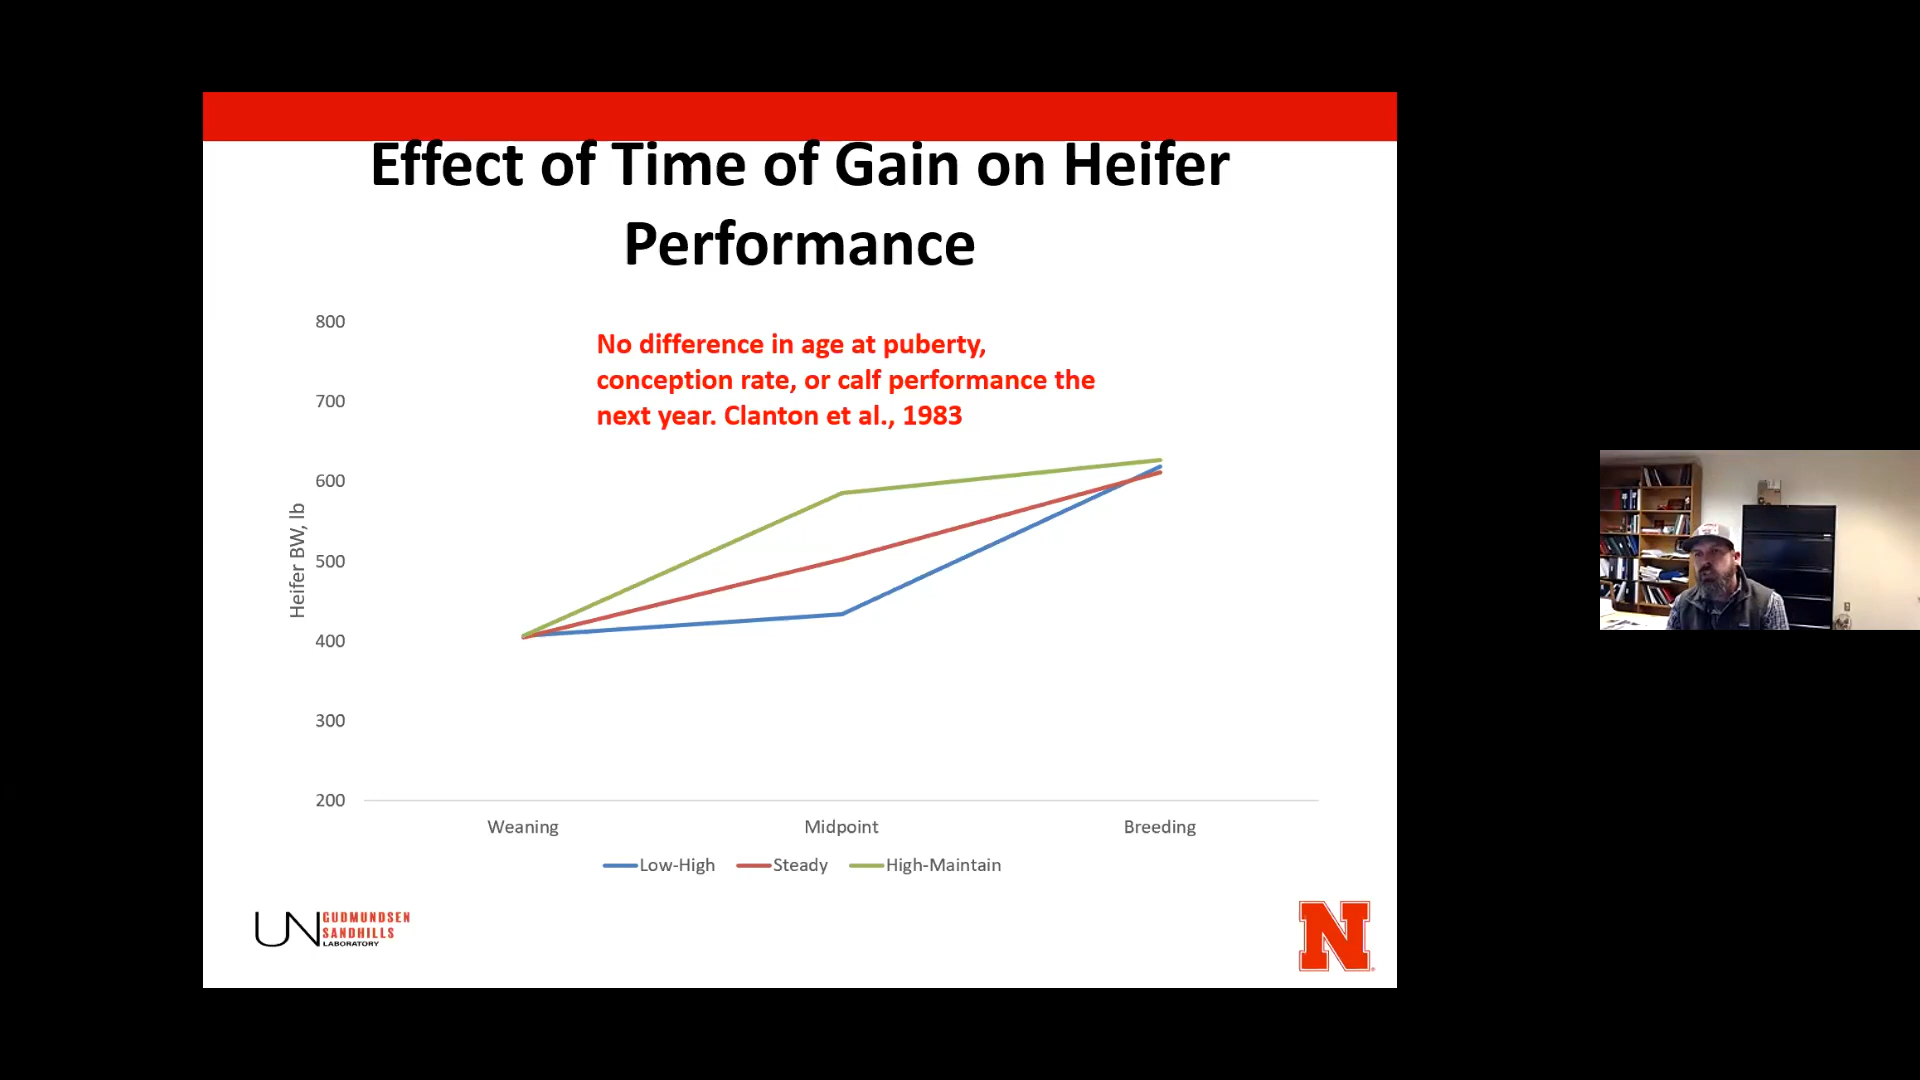 Effect of Time of Gain on Heifer
Performance
No difference in age at puberty,
conception rate, or calf performance the
next year. Clanton et al., 1983
800
700
600
500
400
300
200
Heifer BW, lb
Weaning Midpoint Breeding
Low-High Steady High-Maintain
UN GUDMUNDSEN
SANDHILLS
LABORATORY
N